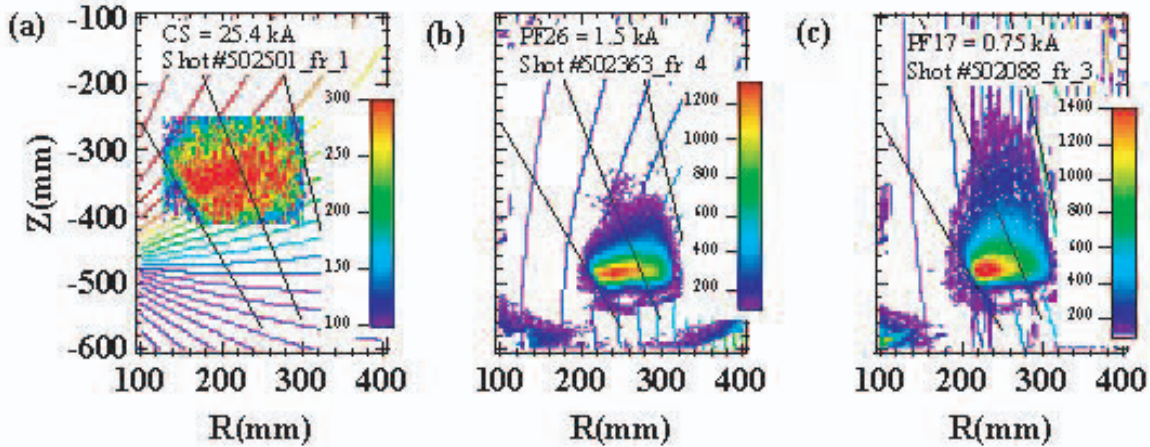 (a)
CS = 25.4 kA
Shot #502501_fr_1
300
250
200
150
100
-100
-200
-300
-400
-500
-600
Z(mm)
100 200 300 400
R(mm)
(b)
PF26 = 1.5 kA
Shot #502363_fr_4
1200
1000
800
600
400
200
100 200 300 400
R(mm)
(c)
PF17 = 0.75 kA
Shot #502088_fr_3
1400
1200
1000
800
600
400
200
100 200 300 400
R(mm)